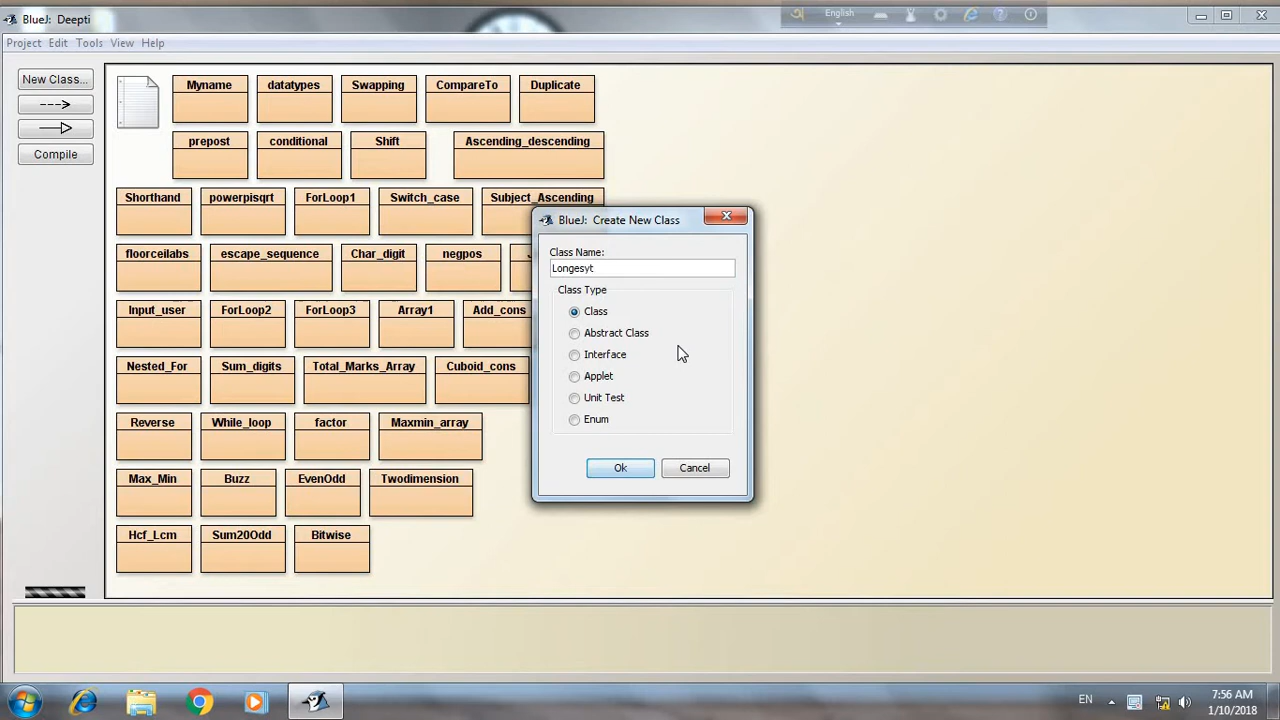 BlueJ: Deepti
English
Project Edit Tools View Help
New Class...
Compile
Myname datatypes Swapping CompareTo Duplicate
prepost conditional Shift Ascending_descending
Shorthand powerpisqrt ForLoop1 Switch_case Subject_Ascending
floorceilabs escape_sequence Char_digit negpos
Input_user ForLoop2 ForLoop3 Array1 Add_cons
Nested_For Sum_digits Total_Marks_Array Cuboid_cons
Reverse While_loop factor Maxmin_array
Max_Min Buzz EvenOdd Twodimension
Hcf_Lcm Sum20Odd Bitwise
BlueJ: Create New Class
Class Name:
Longesyt
Class Type
Class
Abstract Class
Interface
Applet
Unit Test
Enum
Ok Cancel
EN
7:56 AM
1/10/2018